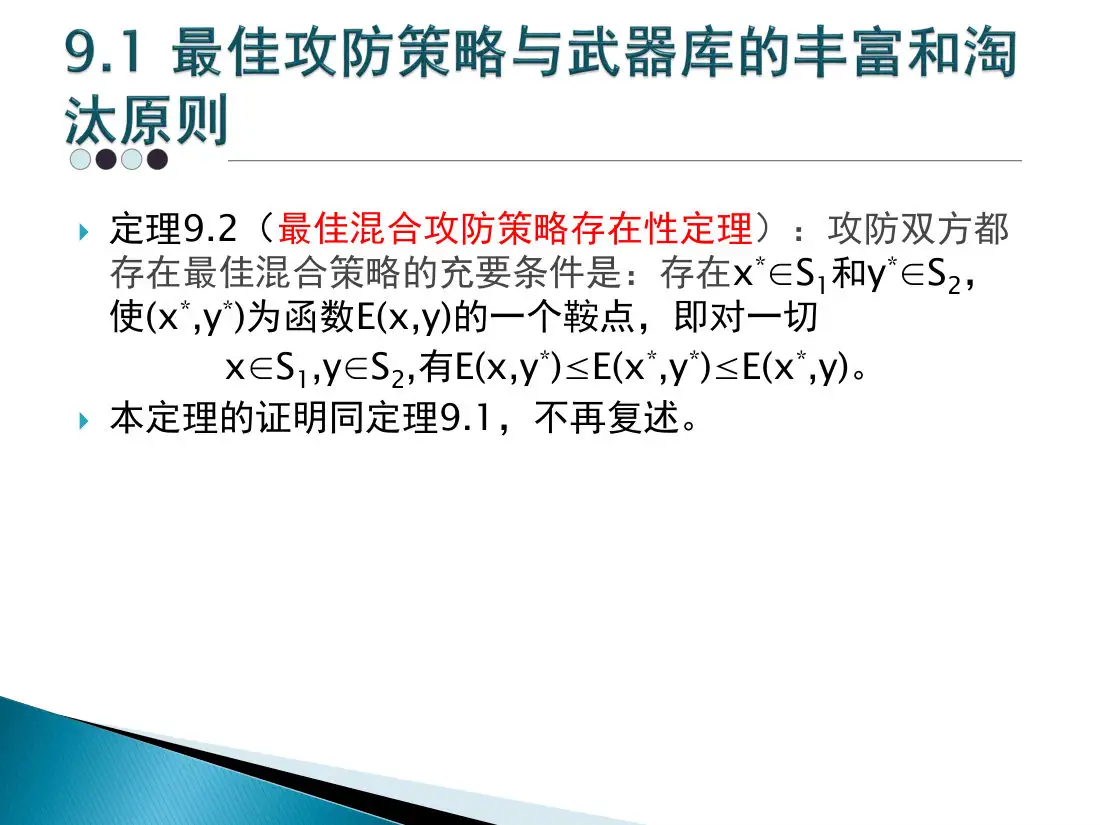 9.1 最佳攻防策略与武器库的丰富和淘
汰原则
定理9.2（最佳混合攻防策略存在性定理）：攻防双方都
存在最佳混合策略的充要条件是：存在x*∈S₁和y*∈S₂，
使(x*,y*)为函数E(x,y)的一个鞍点，即对一切
x∈S₁,y∈S₂,有E(x,y*)≤E(x*,y*)≤E(x*,y)。
本定理的证明同定理9.1，不再复述。